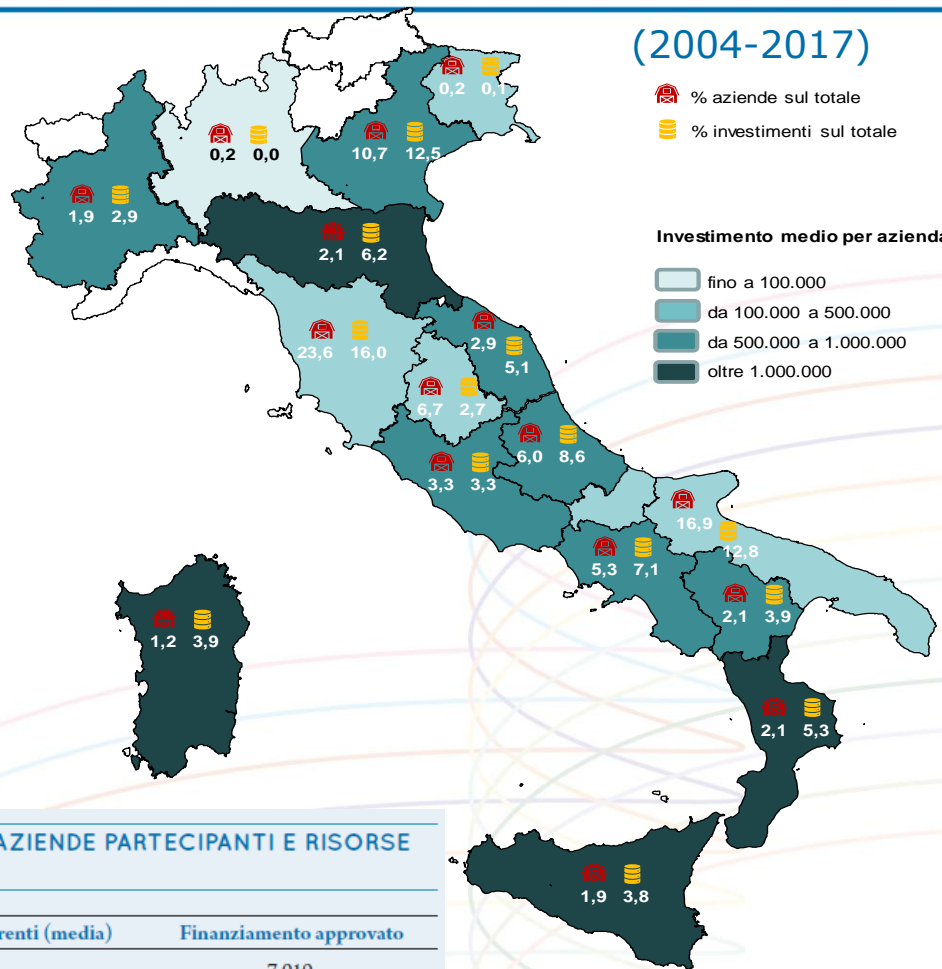 (2004-2017)
% aziende sul totale
% investimenti sul totale
0,2 0,1
0,2 0,0
10,7 12,5
1,9 2,9
2,1 6,2
Investimento medio per azienda
fino a 100.000
da 100.000 a 500.000
da 500.000 a 1.000.000
oltre 1.000.000
2,9
5,1
23,6 16,0
6,7 2,7
6,0 8,6
3,3 3,3
16,9
12,8
5,3 7,1
2,1 3,9
1,2 3,9
2,1 5,3
1,9 3,8
AZIENDE PARTECIPANTI E RISORSE
renti (media) Finanziamento approvato